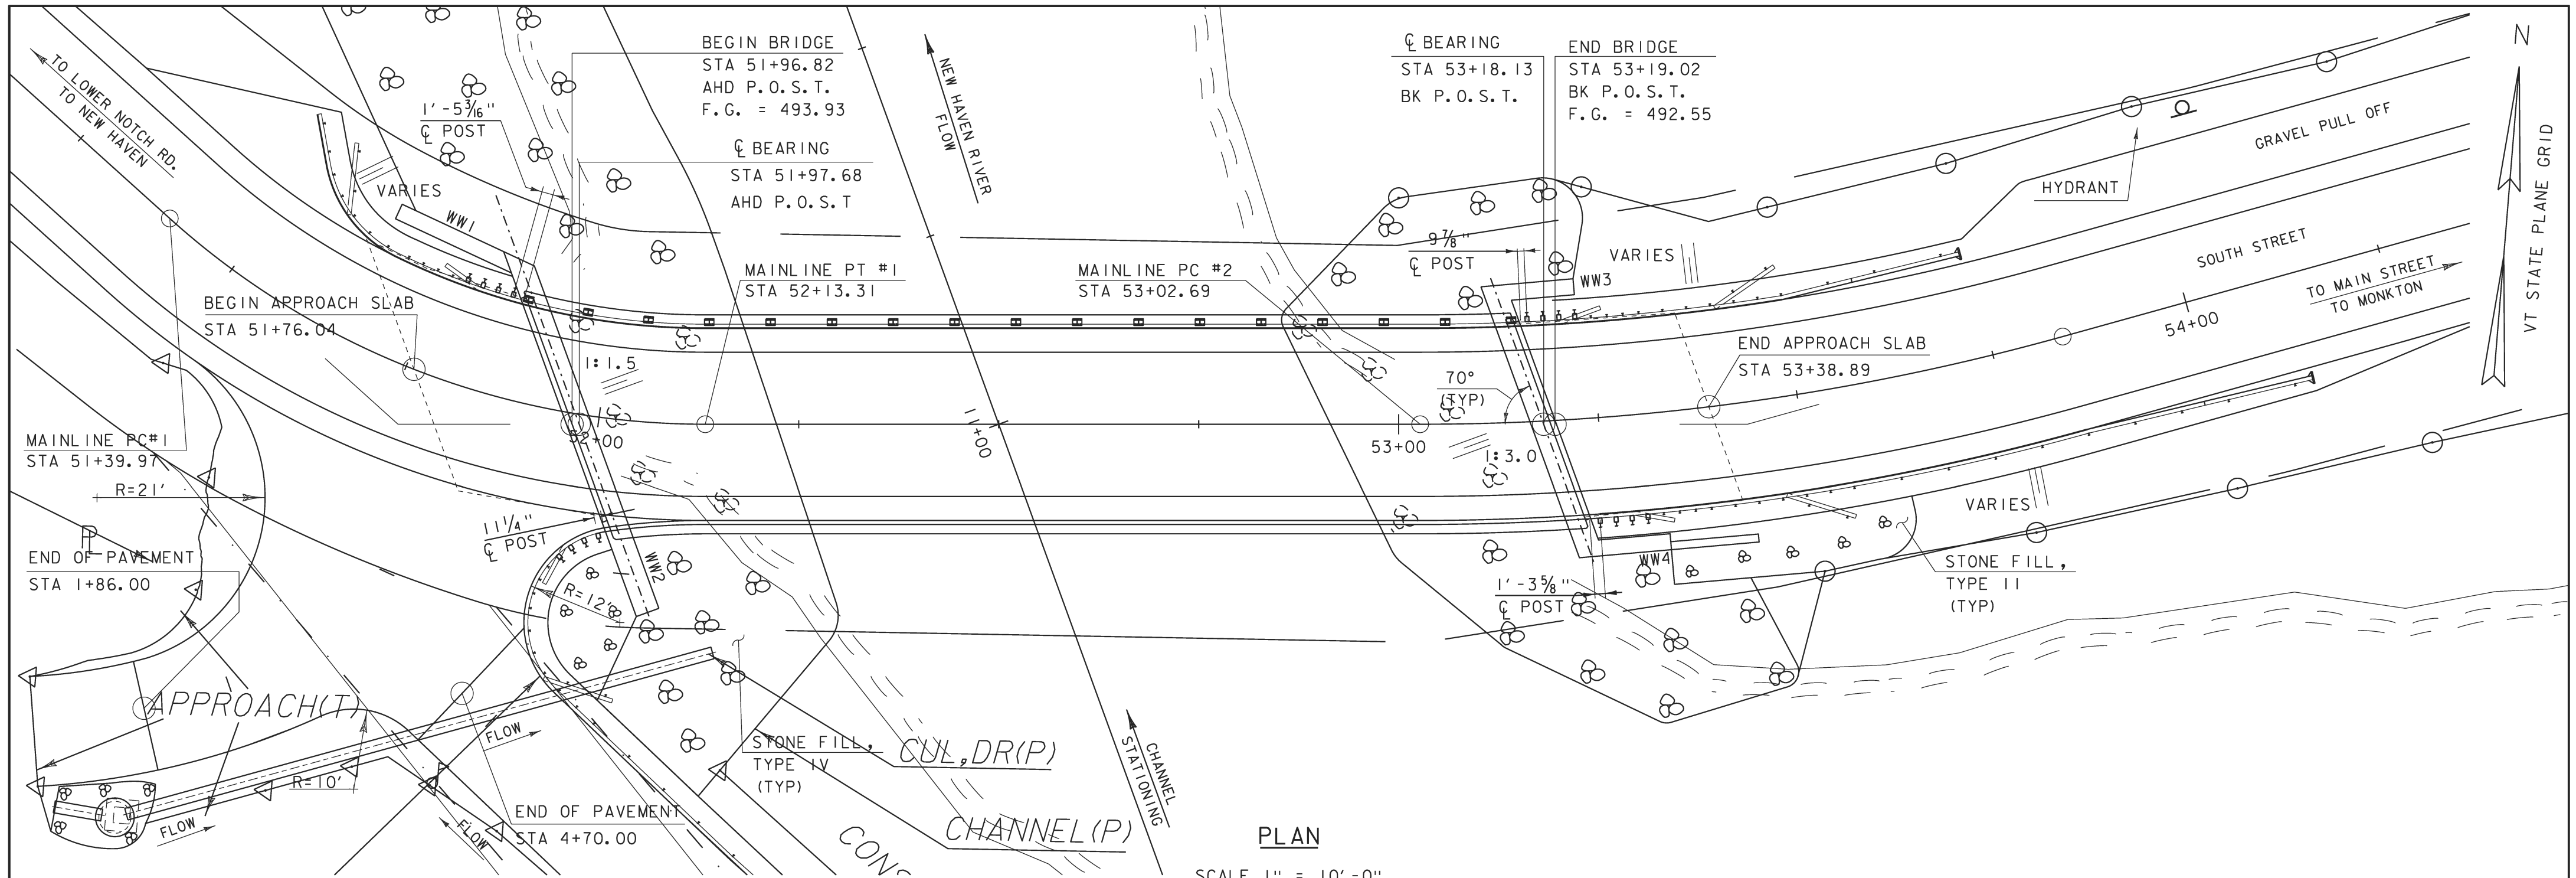 TO LOWER NOTCH RD.
TO NEW HAVEN
BEGIN BRIDGE
STA 51+96.82
AHD P.O.S.T.
F.G. = 493.93
℄ BEARING
STA 51+97.68
AHD P.O.S.T
1'-5 3/16"
℄ POST
VARIES
WW1
NEW HAVEN RIVER
FLOW
℄ BEARING
STA 53+18.13
BK P.O.S.T.
END BRIDGE
STA 53+19.02
BK P.O.S.T.
F.G. = 492.55
N
VT STATE PLANE GRID
GRAVEL PULL OFF
HYDRANT
SOUTH STREET
TO MAIN STREET
TO MONKTON
54+00
9 7/8"
℄ POST
VARIES
WW3
BEGIN APPROACH SLAB
STA 51+76.04
MAINLINE PT #1
STA 52+13.31
MAINLINE PC #2
STA 53+02.69
END APPROACH SLAB
STA 53+38.89
1:1.5
70°
(TYP)
52+00
11+00
53+00
1:3.0
MAINLINE PC#1
STA 51+39.97
R=21'
END OF PAVEMENT
STA 1+86.00
11 1/4"
℄ POST
WW2
R=12'
1'-3 5/8"
℄ POST
WW4
VARIES
STONE FILL,
TYPE II
(TYP)
APPROACH(T)
FLOW
STONE FILL,
TYPE IV
(TYP)
CUL,DR(P)
CHANNEL(P)
CHANNEL
STATIONING
R=10'
FLOW
FLOW
END OF PAVEMENT
STA 4+70.00
CONS
PLAN
SCALE 1" = 10'-0"